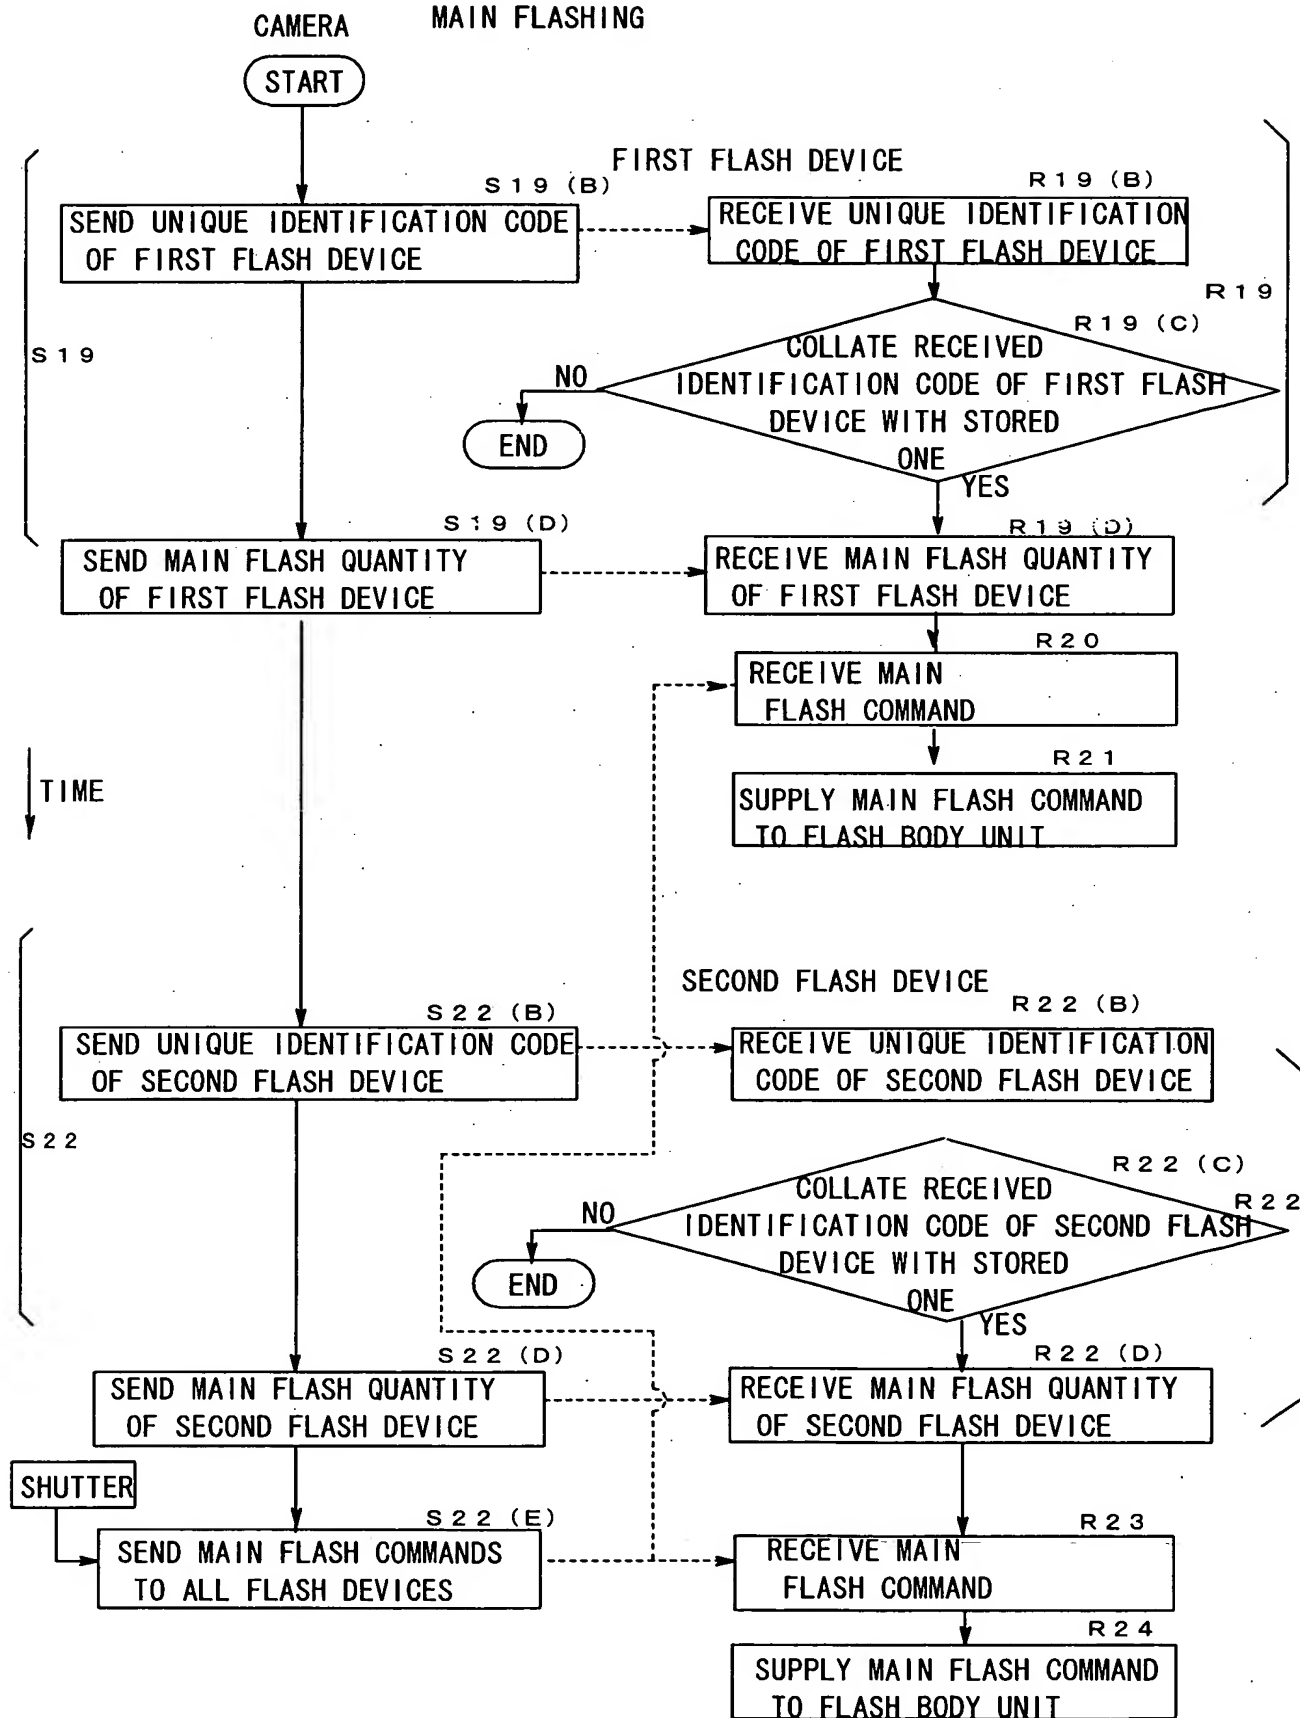 MAIN FLASHING
CAMERA
START
FIRST FLASH DEVICE
S19 (B)
SEND UNIQUE IDENTIFICATION CODE
OF FIRST FLASH DEVICE
R19 (B)
RECEIVE UNIQUE IDENTIFICATION
CODE OF FIRST FLASH DEVICE
R19
S19
R19 (C)
COLLATE RECEIVED
IDENTIFICATION CODE OF FIRST FLASH
DEVICE WITH STORED
ONE
NO
END
YES
S19 (D)
SEND MAIN FLASH QUANTITY
OF FIRST FLASH DEVICE
R19 (D)
RECEIVE MAIN FLASH QUANTITY
OF FIRST FLASH DEVICE
R20
RECEIVE MAIN
FLASH COMMAND
R21
SUPPLY MAIN FLASH COMMAND
TO FLASH BODY UNIT
TIME
SECOND FLASH DEVICE
S22 (B)
SEND UNIQUE IDENTIFICATION CODE
OF SECOND FLASH DEVICE
R22 (B)
RECEIVE UNIQUE IDENTIFICATION
CODE OF SECOND FLASH DEVICE
S22
R22 (C)
R22
COLLATE RECEIVED
IDENTIFICATION CODE OF SECOND FLASH
DEVICE WITH STORED
ONE
NO
END
YES
S22 (D)
SEND MAIN FLASH QUANTITY
OF SECOND FLASH DEVICE
R22 (D)
RECEIVE MAIN FLASH QUANTITY
OF SECOND FLASH DEVICE
SHUTTER
S22 (E)
SEND MAIN FLASH COMMANDS
TO ALL FLASH DEVICES
R23
RECEIVE MAIN
FLASH COMMAND
R24
SUPPLY MAIN FLASH COMMAND
TO FLASH BODY UNIT